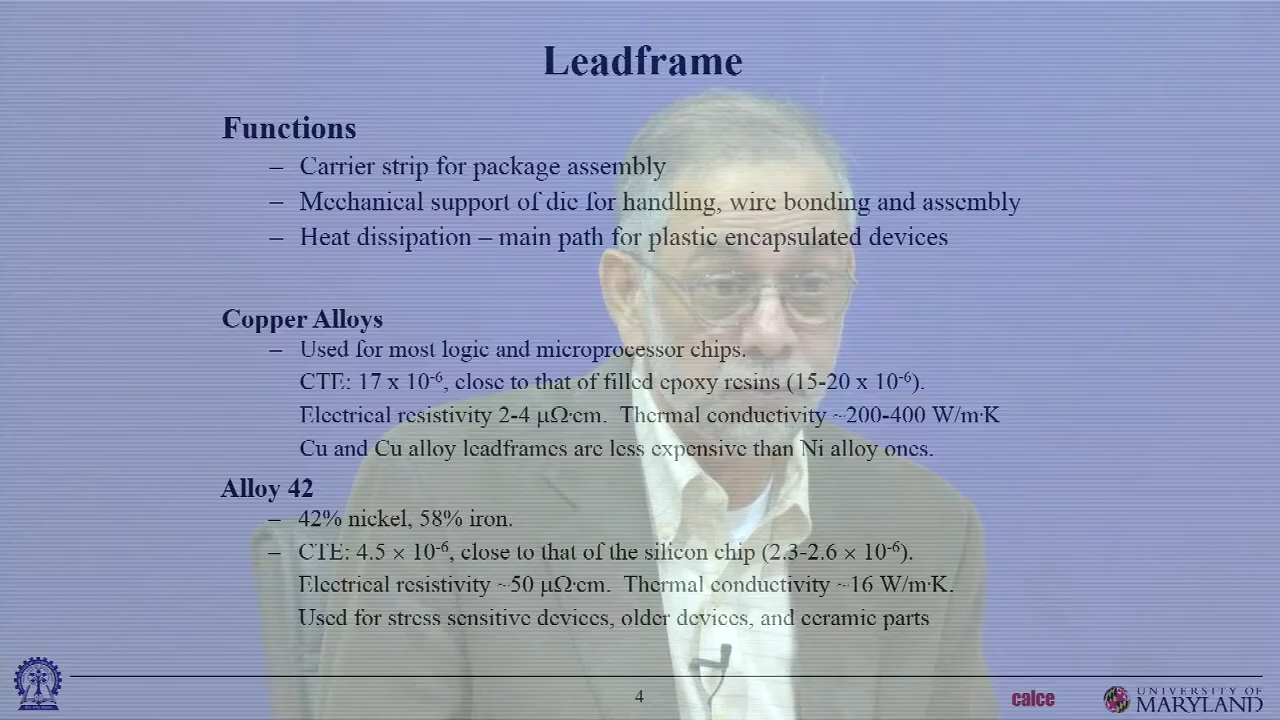 Leadframe
Functions
– Carrier strip for package assembly
– Mechanical support of die for handling, wire bonding and assembly
– Heat dissipation – main path for plastic encapsulated devices
Copper Alloys
– Used for most logic and microprocessor chips.
CTE: 17 x 10⁻⁶, close to that of filled epoxy resins (15-20 x 10⁻⁶).
Electrical resistivity 2-4 μΩ·cm. Thermal conductivity ~200-400 W/m·K
Cu and Cu alloy leadframes are less expensive than Ni alloy ones.
Alloy 42
– 42% nickel, 58% iron.
– CTE: 4.5 × 10⁻⁶, close to that of the silicon chip (2.3-2.6 × 10⁻⁶).
Electrical resistivity ~50 μΩ·cm. Thermal conductivity ~16 W/m·K.
Used for stress sensitive devices, older devices, and ceramic parts
4
calce
UNIVERSITY OF
MARYLAND